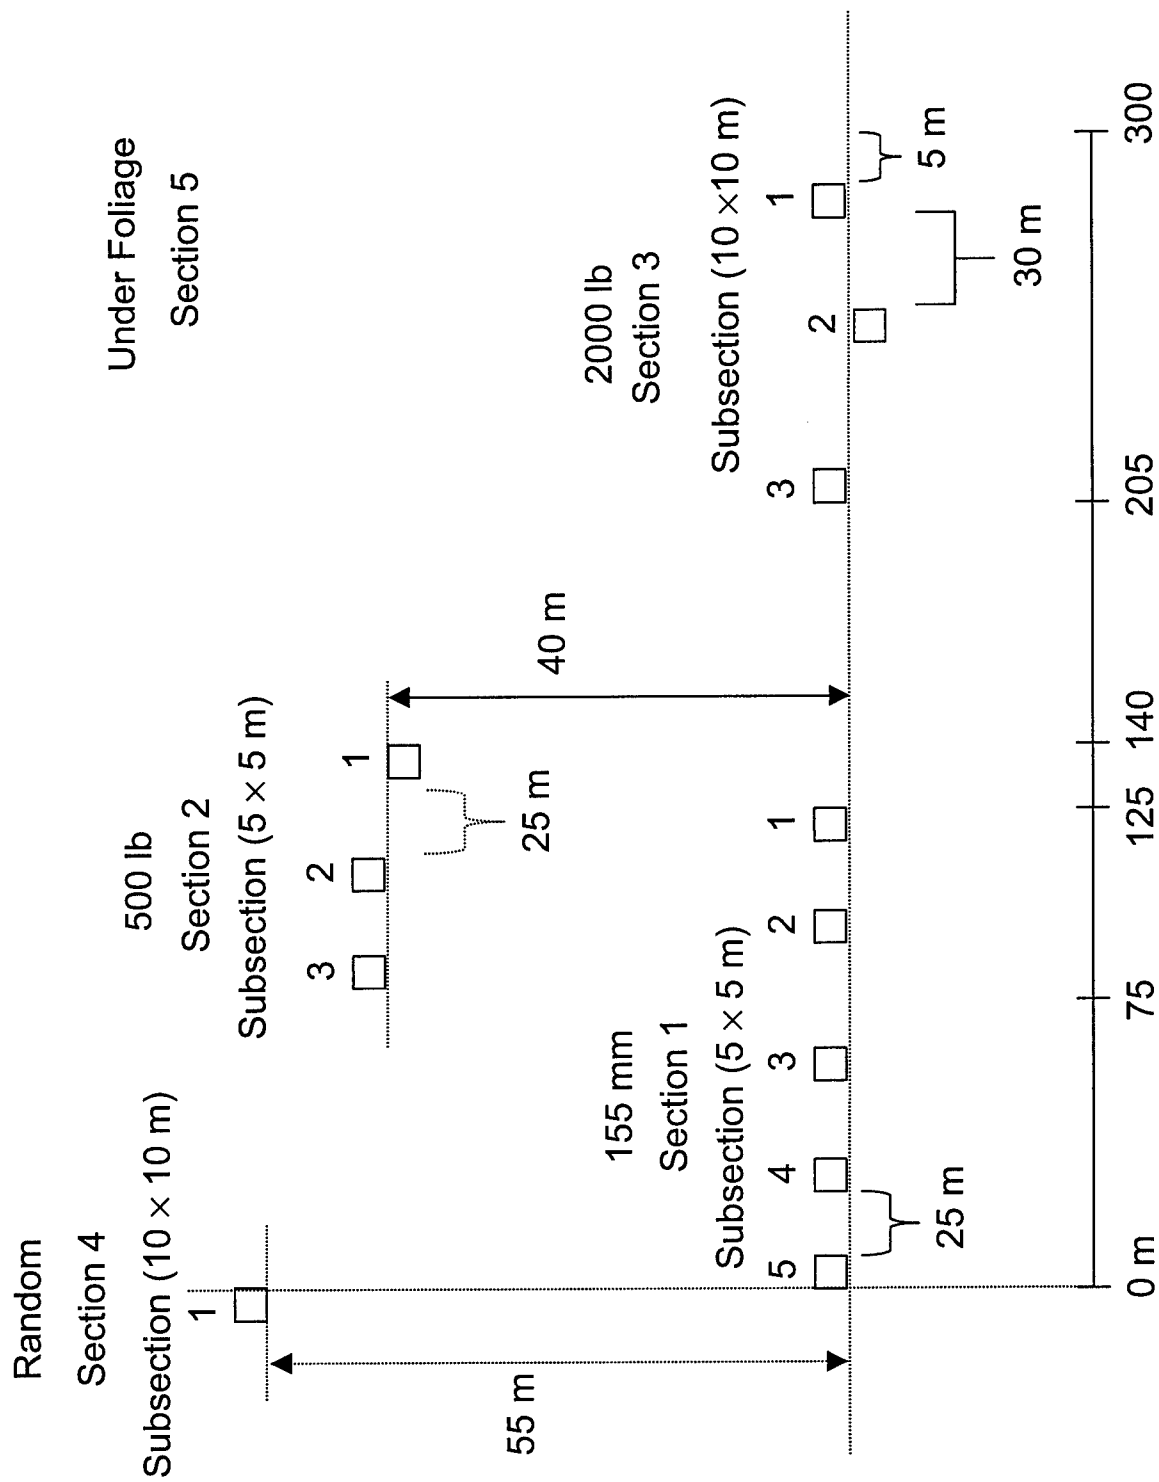 Random
Section 4
Subsection (10 × 10 m)
1
55 m
500 lb
Section 2
Subsection (5 × 5 m)
3
2
1
25 m
40 m
Under Foliage
Section 5
155 mm
Section 1
Subsection (5 × 5 m)
5
4
3
2
1
25 m
2000 lb
Section 3
Subsection (10 ×10 m)
3
2
1
30 m
5 m
0 m
75
125
140
205
300